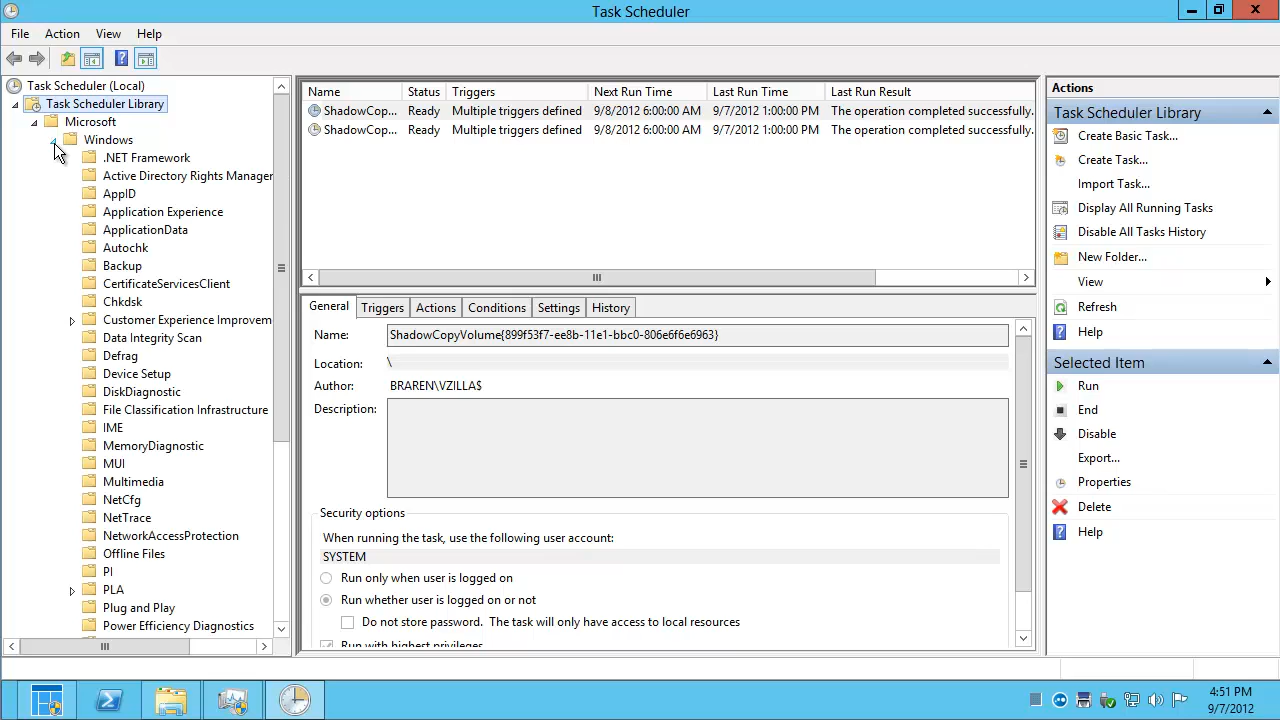 Task Scheduler
File Action View Help
Task Scheduler (Local)
Task Scheduler Library
Microsoft
Windows
.NET Framework
Active Directory Rights Manager
AppID
Application Experience
ApplicationData
Autochk
Backup
CertificateServicesClient
Chkdsk
Customer Experience Improvem
Data Integrity Scan
Defrag
Device Setup
DiskDiagnostic
File Classification Infrastructure
IME
MemoryDiagnostic
MUI
Multimedia
NetCfg
NetTrace
NetworkAccessProtection
Offline Files
PI
PLA
Plug and Play
Power Efficiency Diagnostics
Name Status Triggers Next Run Time Last Run Time Last Run Result
ShadowCop... Ready Multiple triggers defined 9/8/2012 6:00:00 AM 9/7/2012 1:00:00 PM The operation completed successfully.
ShadowCop... Ready Multiple triggers defined 9/8/2012 6:00:00 AM 9/7/2012 1:00:00 PM The operation completed successfully.
General Triggers Actions Conditions Settings History
Name: ShadowCopyVolume{899f53f7-ee8b-11e1-bbc0-806e6f6e6963}
Location: \
Author: BRAREN\VZILLA$
Description:
Security options
When running the task, use the following user account:
SYSTEM
Run only when user is logged on
Run whether user is logged on or not
Do not store password. The task will only have access to local resources
Run with highest privileges
Actions
Task Scheduler Library
Create Basic Task...
Create Task...
Import Task...
Display All Running Tasks
Disable All Tasks History
New Folder...
View
Refresh
Help
Selected Item
Run
End
Disable
Export...
Properties
Delete
Help
4:51 PM
9/7/2012